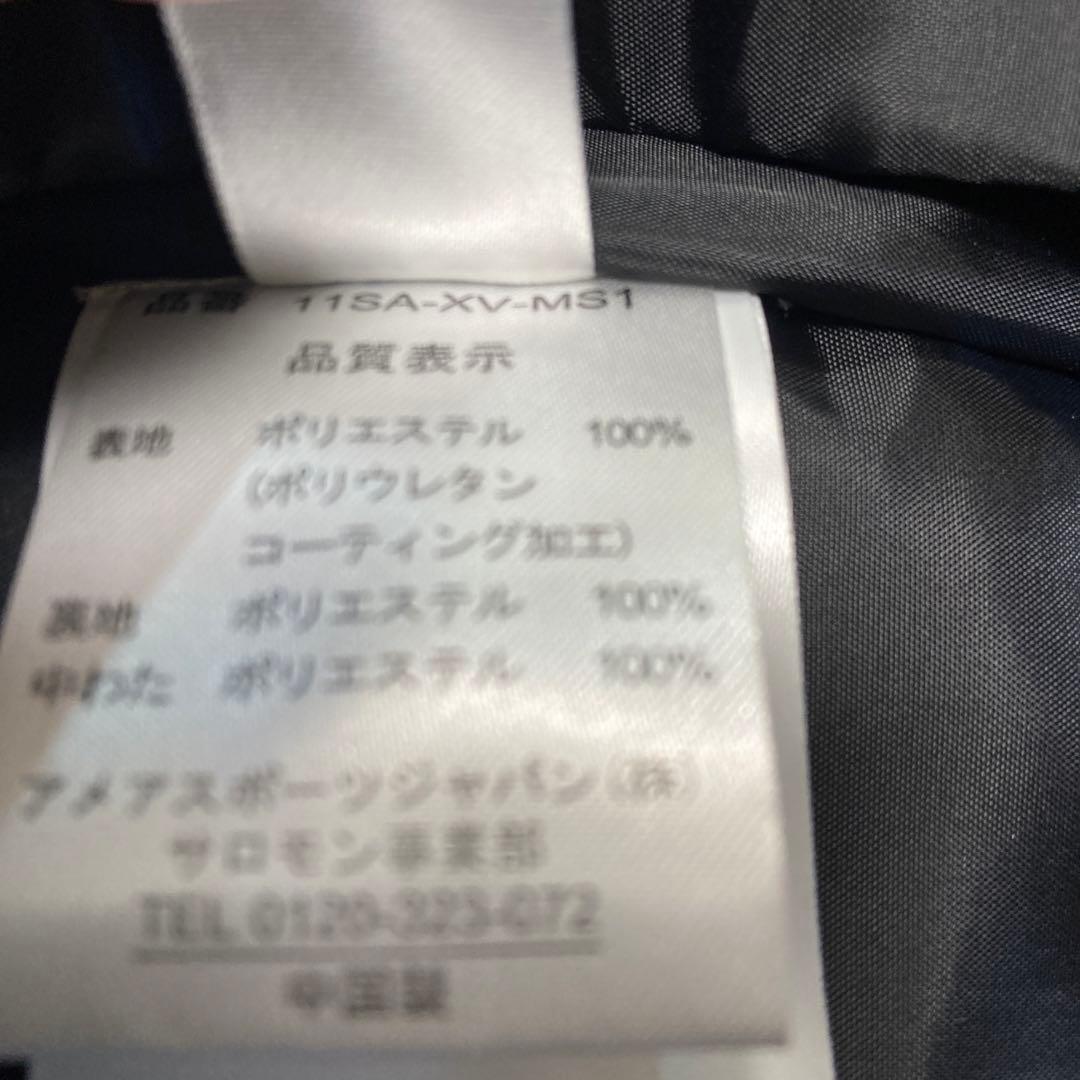 品番 11SA-XV-MS1
品質表示
表地 ポリエステル 100%
(ポリウレタン
コーティング加工)
裏地 ポリエステル 100%
中わた ポリエステル 100%
アメアスポーツジャパン(株)
サロモン事業部
TEL 0120-323-072
中国製